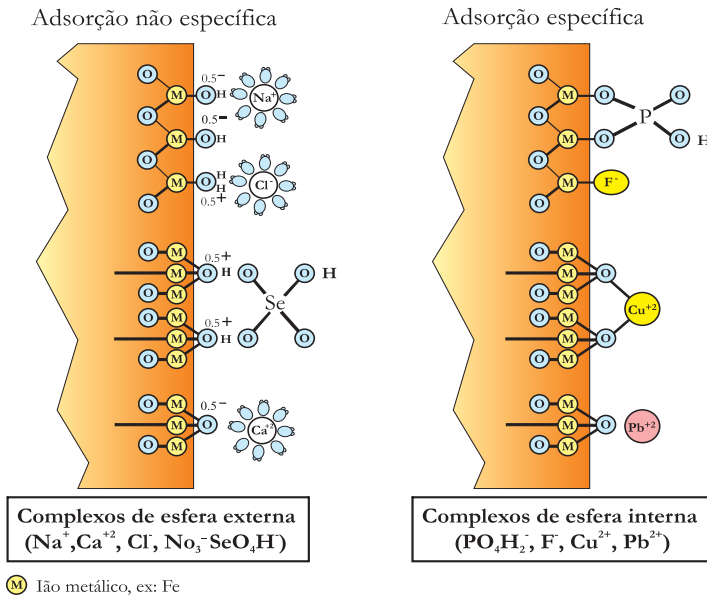 Adsorção não específica
O
0.5⁻
M
O
H
Na⁺
O
0.5⁻
M
O
H
O
H
M
O
H
Cl⁻
O
0.5⁺
O
M
0.5⁺
M
O
H
O
O
H
O
M
Se
O
M
0.5⁺
M
O
H
O
O
O
M
O
M
0.5⁻
M
O
Ca⁺²
O
M
Complexos de esfera externa
(Na⁺,Ca⁺², Cl⁻, No₃⁻SeO₄H⁻)
M Ião metálico, ex: Fe
Adsorção específica
O
M
O
O
O
P
M
O
O
H
O
M
F⁻
O
O
M
M
O
O
M
Cu⁺²
O
M
M
O
O
M
O
M
M
O
Pb⁺²
O
M
Complexos de esfera interna
(PO₄H₂⁻, F⁻, Cu²⁺, Pb²⁺)